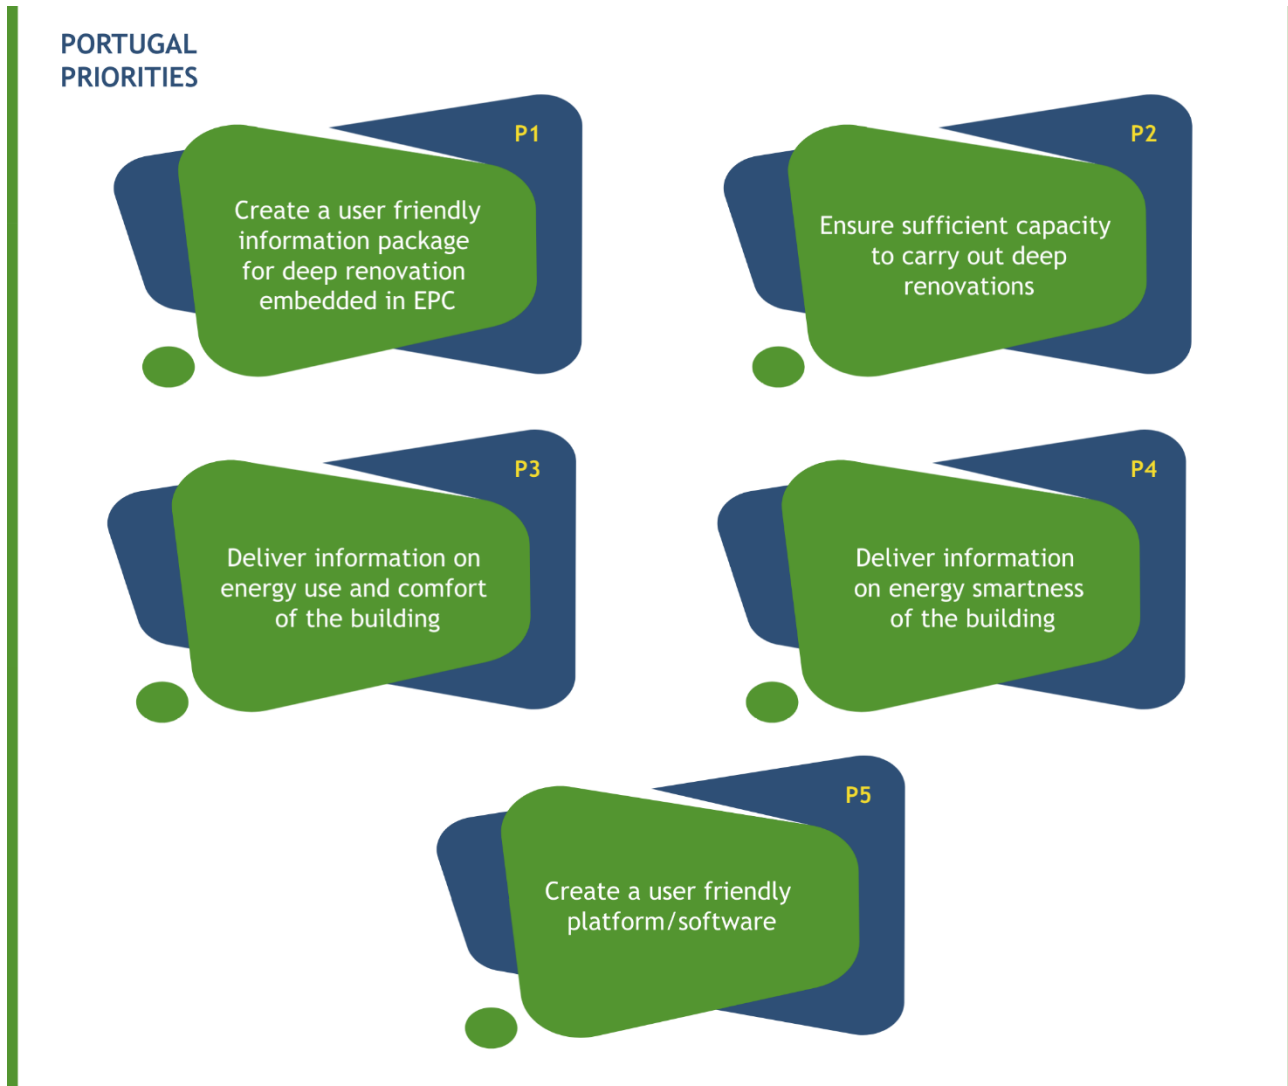 PORTUGAL
PRIORITIES
P1
Create a user friendly
information package
for deep renovation
embedded in EPC
P2
Ensure sufficient capacity
to carry out deep
renovations
P3
Deliver information on
energy use and comfort
of the building
P4
Deliver information
on energy smartness
of the building
P5
Create a user friendly
platform/software